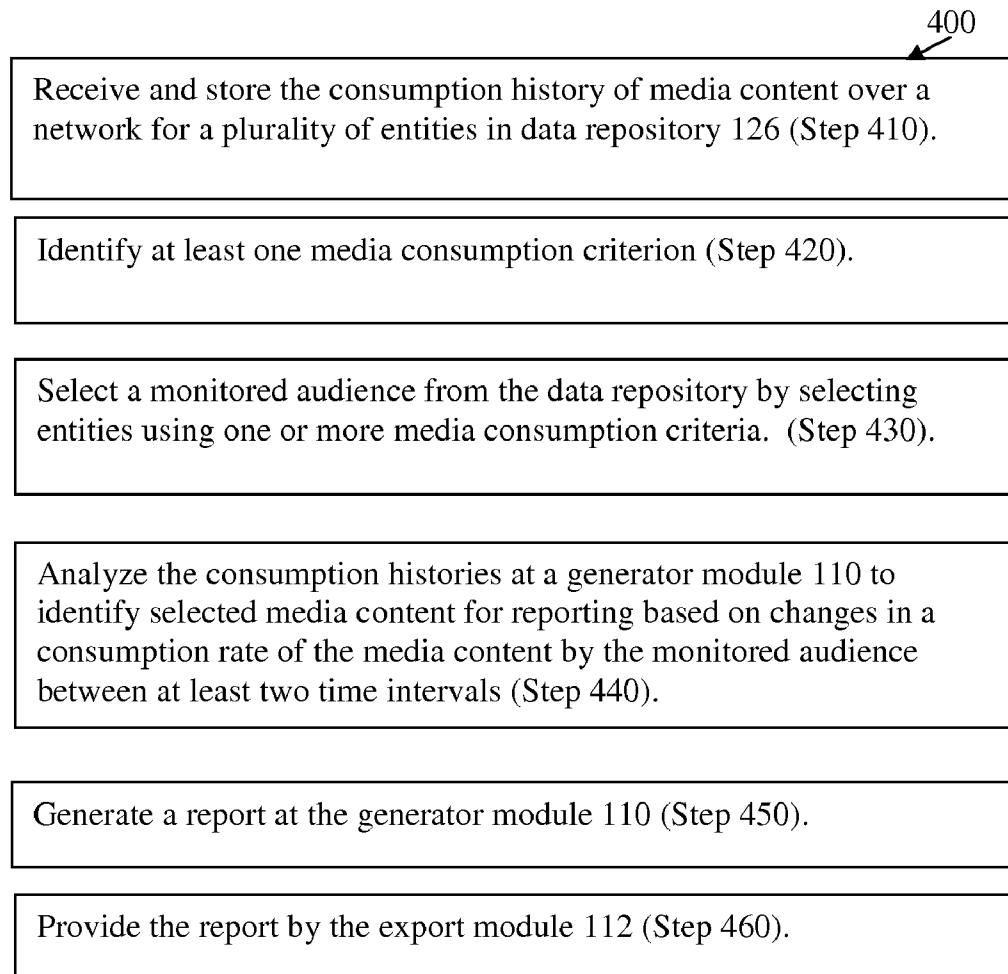 400
Receive and store the consumption history of media content over a
network for a plurality of entities in data repository 126 (Step 410).
Identify at least one media consumption criterion (Step 420).
Select a monitored audience from the data repository by selecting
entities using one or more media consumption criteria.  (Step 430).
Analyze the consumption histories at a generator module 110 to
identify selected media content for reporting based on changes in a
consumption rate of the media content by the monitored audience
between at least two time intervals (Step 440).
Generate a report at the generator module 110 (Step 450).
Provide the report by the export module 112 (Step 460).